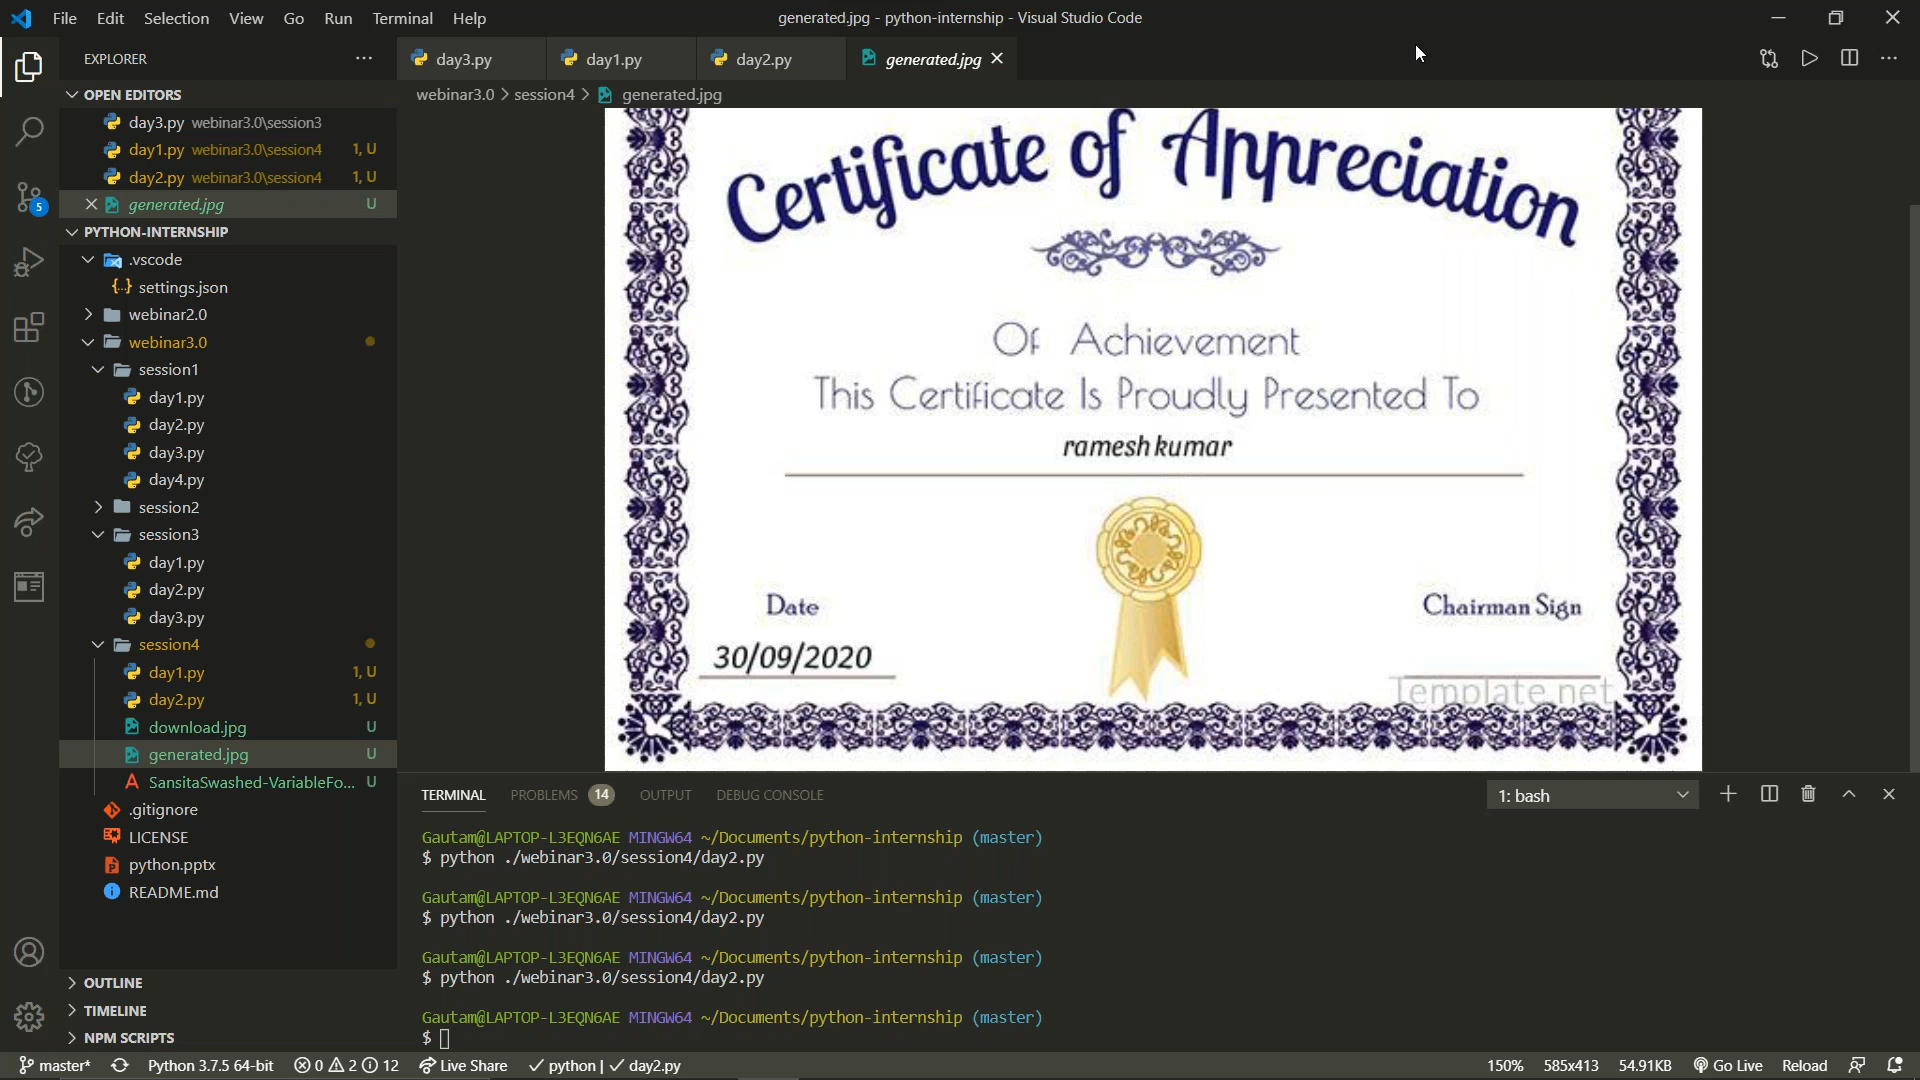 File Edit Selection View Go Run Terminal Help
generated.jpg - python-internship - Visual Studio Code
EXPLORER
day3.py
day1.py
day2.py
generated.jpg
OPEN EDITORS
day3.py webinar3.0\session3
day1.py webinar3.0\session4 1, U
day2.py webinar3.0\session4 1, U
generated.jpg U
PYTHON-INTERNSHIP
.vscode
settings.json
webinar2.0
webinar3.0
session1
day1.py
day2.py
day3.py
day4.py
session2
session3
day1.py
day2.py
day3.py
session4
day1.py 1, U
day2.py 1, U
download.jpg U
generated.jpg U
SansitaSwashed-VariableFo... U
.gitignore
LICENSE
python.pptx
README.md
OUTLINE
TIMELINE
NPM SCRIPTS
5
webinar3.0 > session4 > generated.jpg
Certificate of Appreciation
Of Achievement
This Certificate Is Proudly Presented To
ramesh kumar
Date
Chairman Sign
30/09/2020
Template.net
TERMINAL PROBLEMS 14 OUTPUT DEBUG CONSOLE
1: bash
Gautam@LAPTOP-L3EQN6AE MINGW64 ~/Documents/python-internship (master)
$ python ./webinar3.0/session4/day2.py
Gautam@LAPTOP-L3EQN6AE MINGW64 ~/Documents/python-internship (master)
$ python ./webinar3.0/session4/day2.py
Gautam@LAPTOP-L3EQN6AE MINGW64 ~/Documents/python-internship (master)
$ python ./webinar3.0/session4/day2.py
Gautam@LAPTOP-L3EQN6AE MINGW64 ~/Documents/python-internship (master)
$
master* Python 3.7.5 64-bit 0 2 12 Live Share ✓ python | ✓ day2.py
150% 585x413 54.91KB Go Live Reload